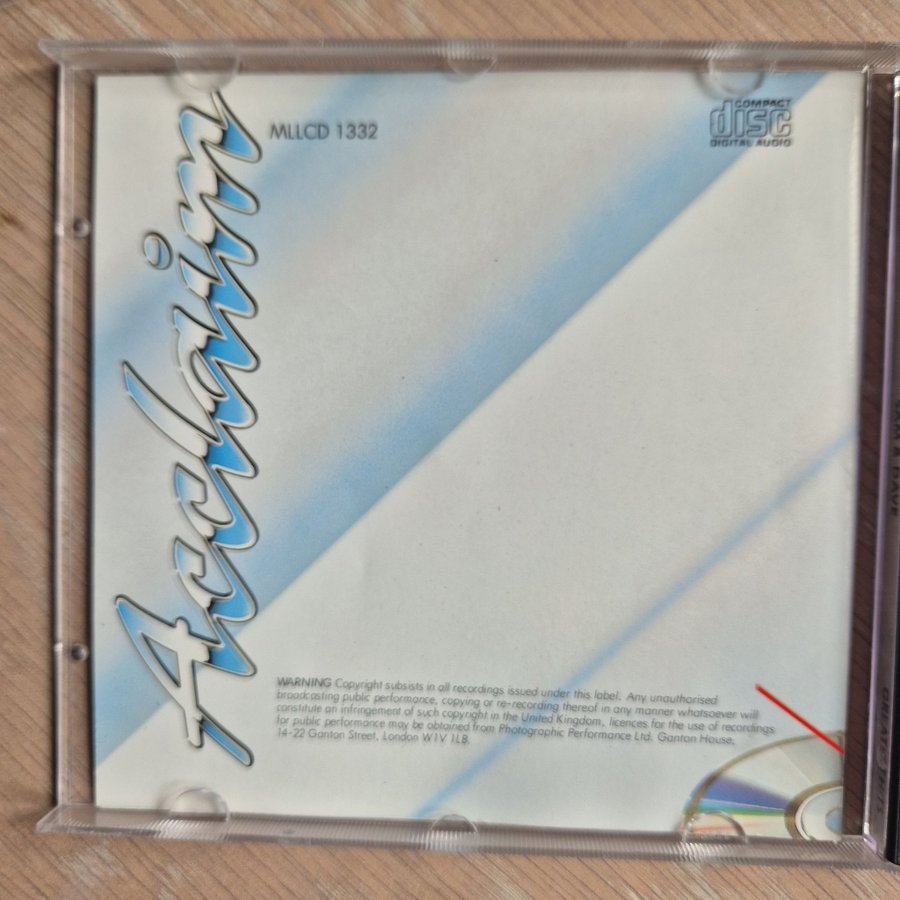 MLLCD 1332
COMPACT
disc
DIGITAL AUDIO
Acclaim
WARNING Copyright subsists in all recordings issued under this label. Any unauthorised
broadcasting public performance, copying or re-recording thereof in any manner whatsoever will
constitute an infringement of such copyright in the United Kingdom, licences for the use of recordings
for public performance may be obtained from Photographic Performance Ltd. Ganton House,
14-22 Ganton Street, London W1V 1LB.